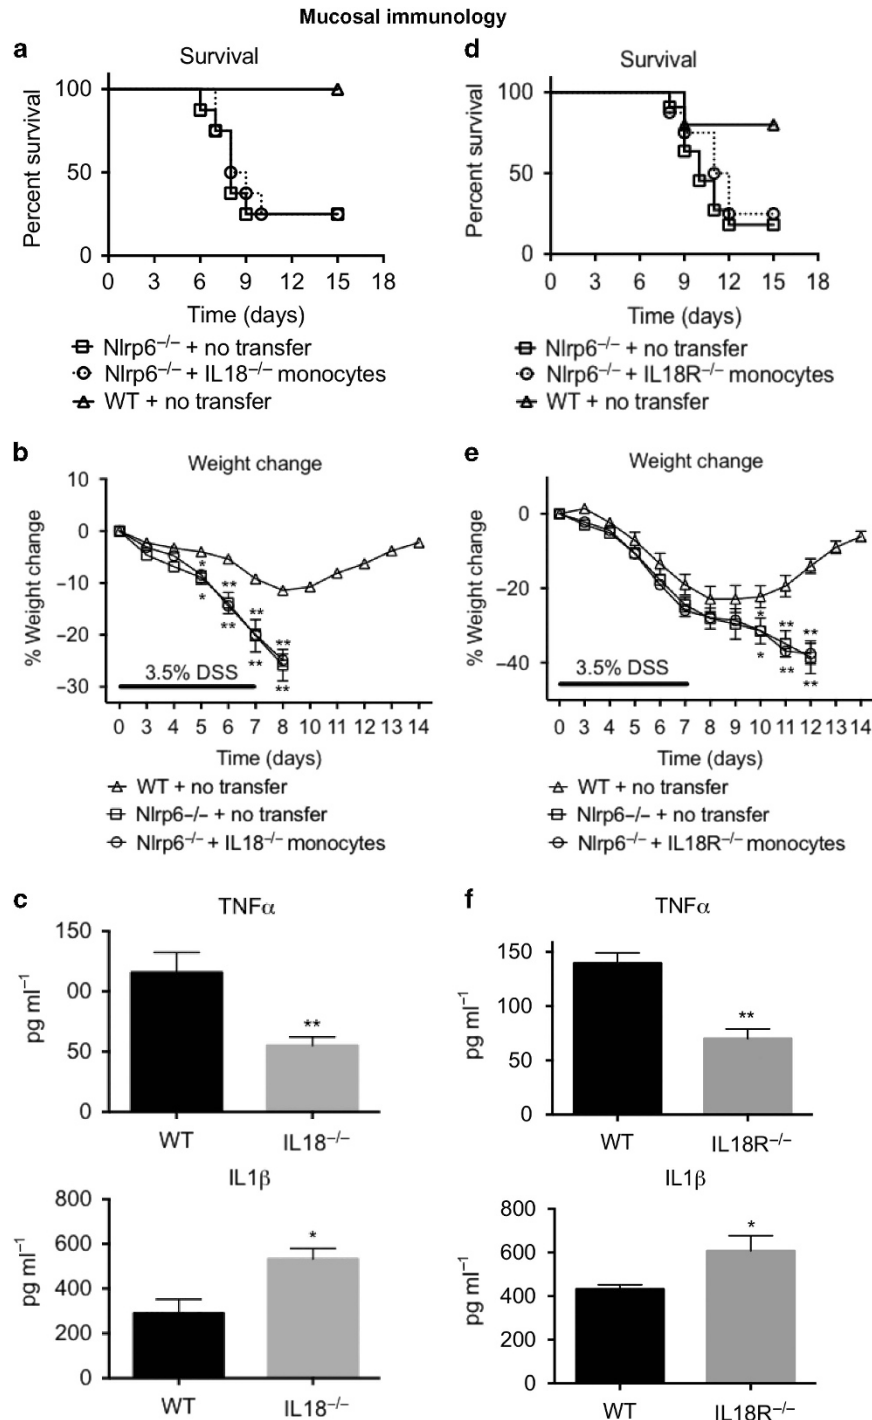 Mucosal immunology
a
Survival
Percent survival
100
50
0
0 3 6 9 12 15 18
Time (days)
Nlrp6–/– + no transfer
Nlrp6–/– + IL18–/– monocytes
WT + no transfer
d
Survival
Percent survival
100
50
0
0 3 6 9 12 15 18
Time (days)
Nlrp6–/– + no transfer
Nlrp6–/– + IL18R–/– monocytes
WT + no transfer
b
Weight change
% Weight change
10
0
–10
–20
–30
* ** ** **
* ** ** **
3.5% DSS
0 3 4 5 6 7 8 10 11 12 13 14
Time (days)
WT + no transfer
Nlrp6–/– + no transfer
Nlrp6–/– + IL18–/– monocytes
e
Weight change
% Weight change
0
–20
–40
* ** **
* ** **
3.5% DSS
0 3 4 5 6 7 8 9 10 11 12 13 14
Time (days)
WT + no transfer
Nlrp6–/– + no transfer
Nlrp6–/– + IL18R–/– monocytes
c
TNFα
pg ml–1
150
00
50
0
**
WT IL18–/–
IL1β
pg ml–1
800
600
400
200
0
*
WT IL18–/–
f
TNFα
pg ml–1
150
100
50
0
**
WT IL18R–/–
IL1β
pg ml–1
800
600
400
200
0
*
WT IL18R–/–